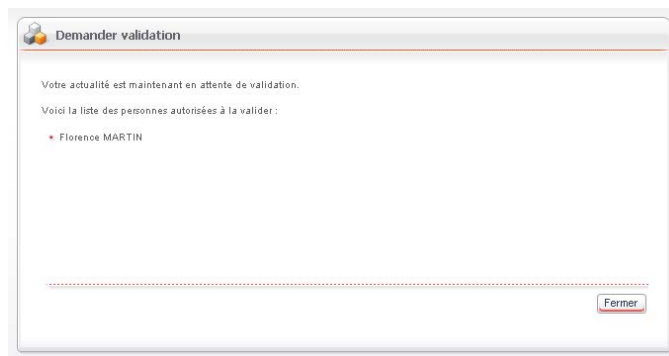 Demander validation
Votre actualité est maintenant en attente de validation.
Voici la liste des personnes autorisées à la valider :
Florence MARTIN
Fermer